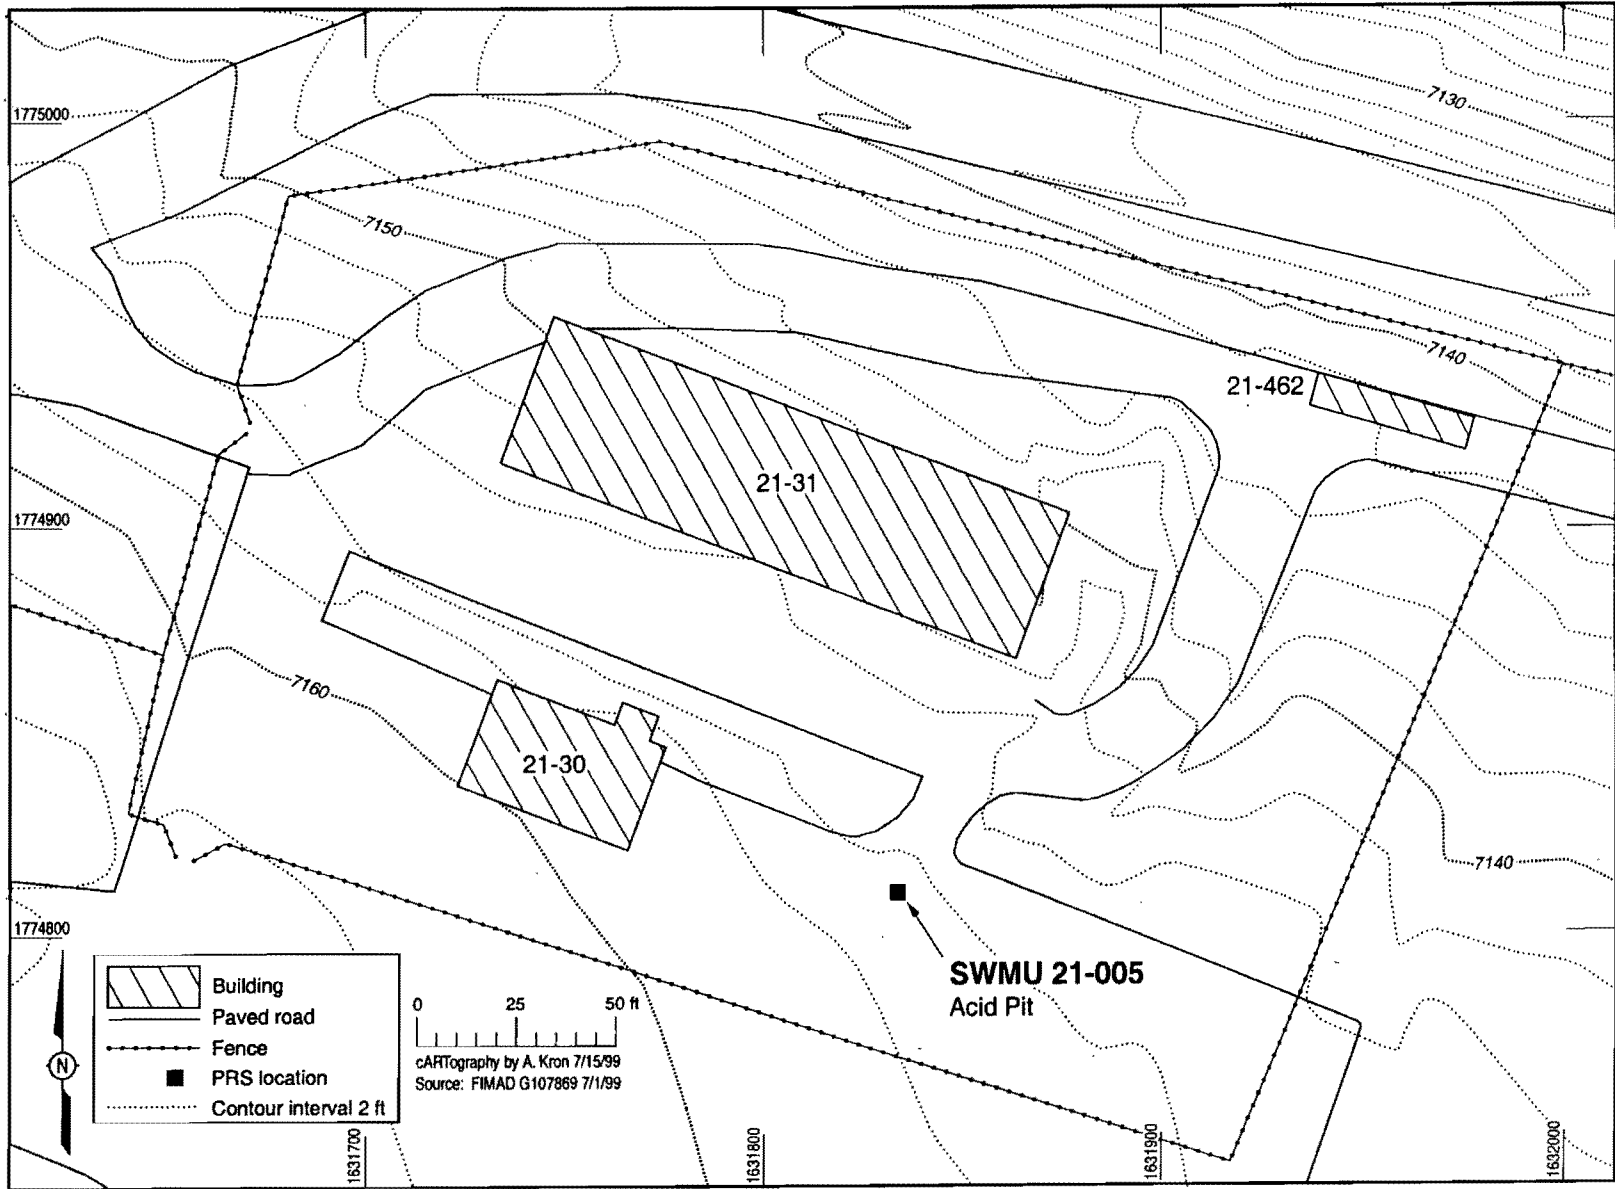 7130
1775000
7150
7140
21-462
21-31
1774900
7160
21-30
7140
1774800
SWMU 21-005
Acid Pit
Building
Paved road
Fence
PRS location
Contour interval 2 ft
N
0 25 50 ft
cARTography by A. Kron 7/15/99
Source: FIMAD G107869 7/1/99
1631700
1631800
1631900
1632000